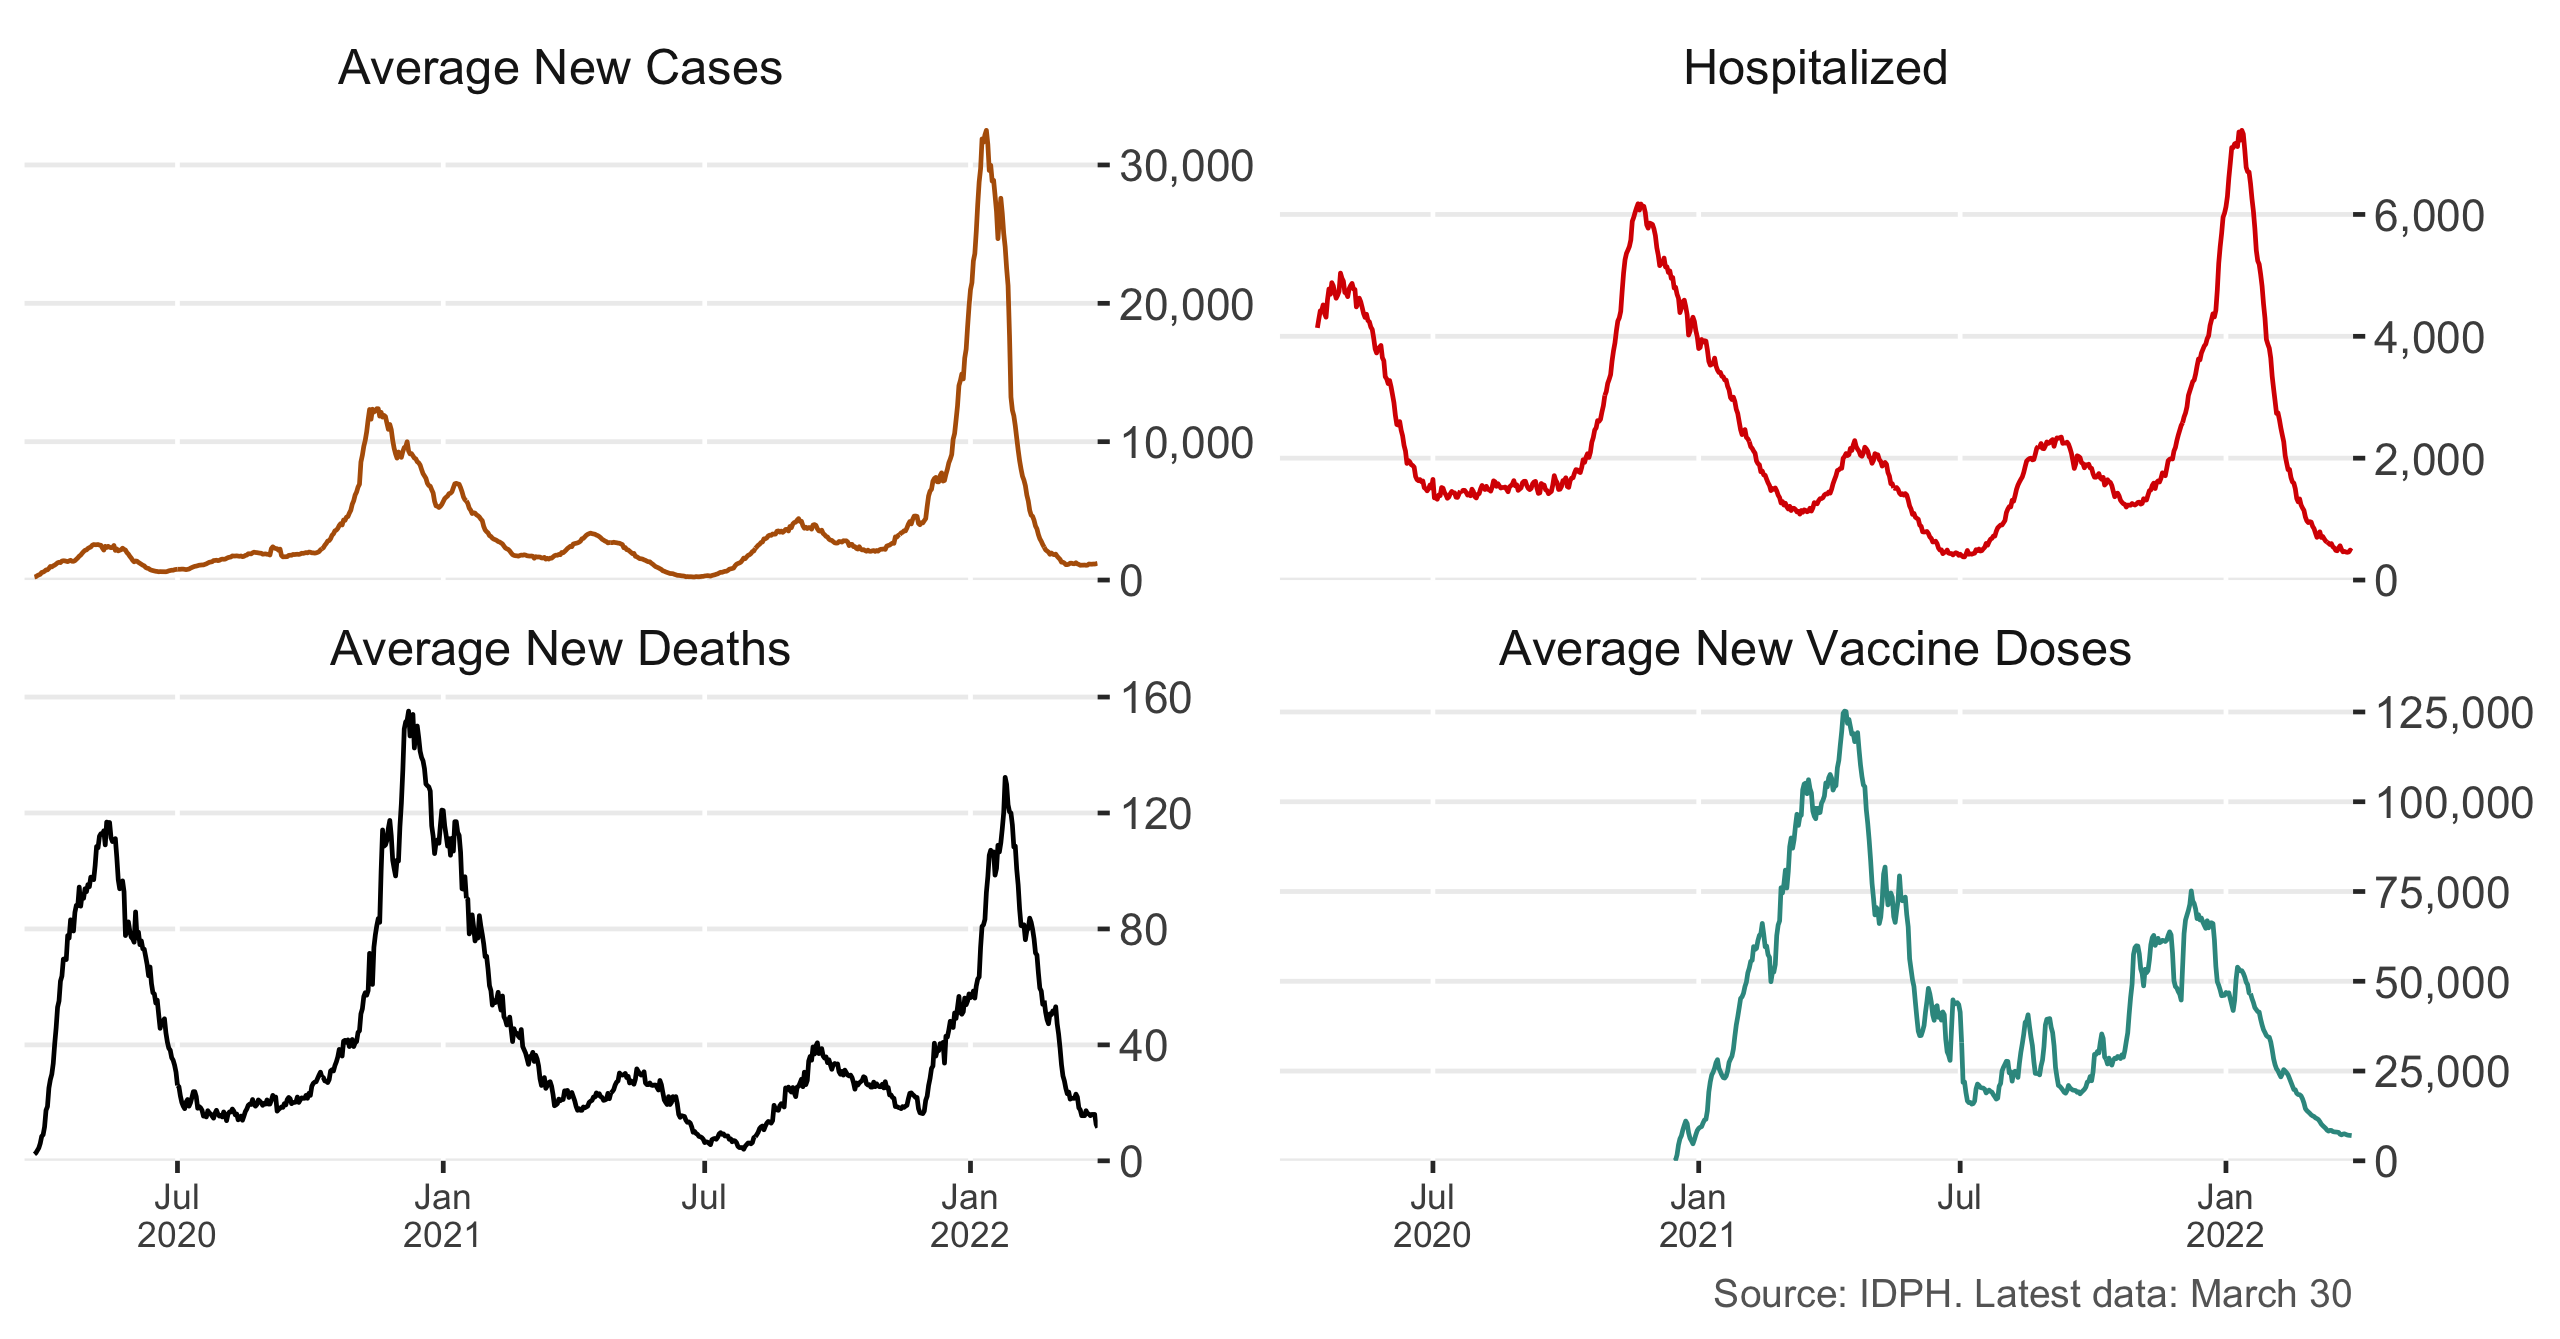 Average New Cases
30,000
20,000
10,000
0
Hospitalized
6,000
4,000
2,000
0
Average New Deaths
160
120
80
40
0
Jul
2020
Jan
2021
Jul
Jan
2022
Average New Vaccine Doses
125,000
100,000
75,000
50,000
25,000
0
Jul
2020
Jan
2021
Jul
Jan
2022
Source: IDPH. Latest data: March 30